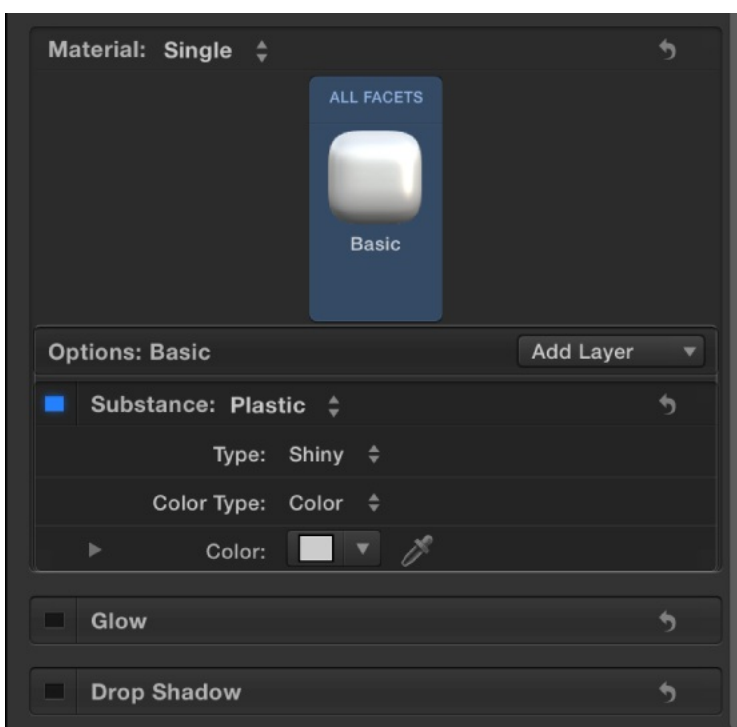 Material: Single
ALL FACETS
Basic
Options: Basic
Add Layer
Substance: Plastic
Type: Shiny
Color Type: Color
Color:
Glow
Drop Shadow